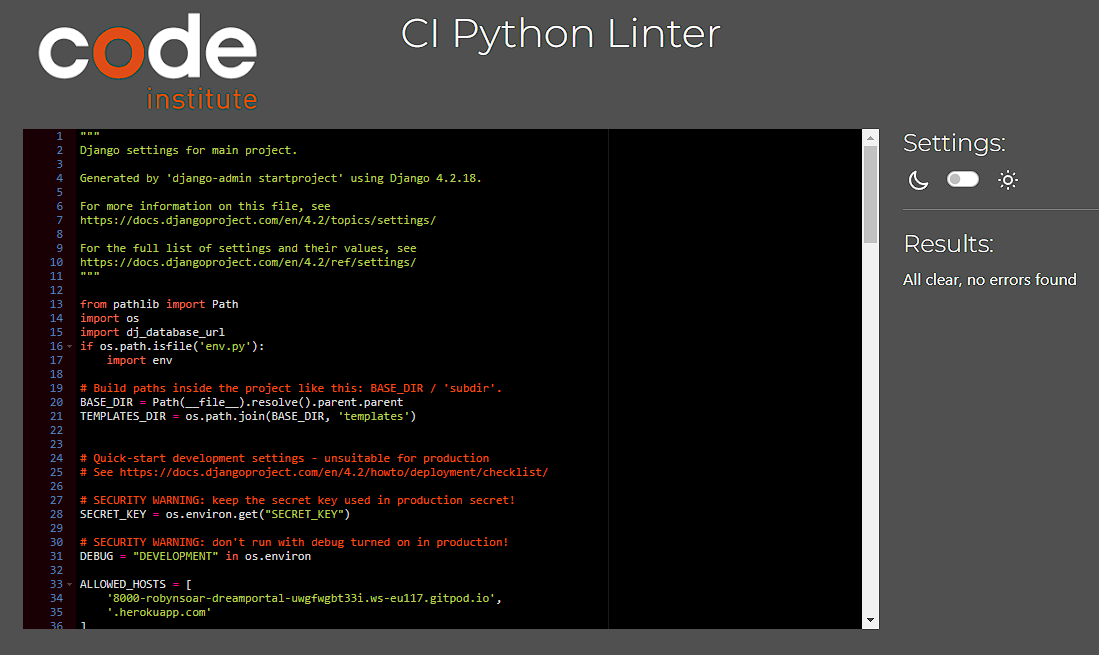 code
institute
CI Python Linter
1 """
2 Django settings for main project.
3
4 Generated by 'django-admin startproject' using Django 4.2.18.
5
6 For more information on this file, see
7 https://docs.djangoproject.com/en/4.2/topics/settings/
8
9 For the full list of settings and their values, see
10 https://docs.djangoproject.com/en/4.2/ref/settings/
11 """
12
13 from pathlib import Path
14 import os
15 import dj_database_url
16 if os.path.isfile('env.py'):
17     import env
18
19 # Build paths inside the project like this: BASE_DIR / 'subdir'.
20 BASE_DIR = Path(__file__).resolve().parent.parent
21 TEMPLATES_DIR = os.path.join(BASE_DIR, 'templates')
22
23
24 # Quick-start development settings - unsuitable for production
25 # See https://docs.djangoproject.com/en/4.2/howto/deployment/checklist/
26
27 # SECURITY WARNING: keep the secret key used in production secret!
28 SECRET_KEY = os.environ.get("SECRET_KEY")
29
30 # SECURITY WARNING: don't run with debug turned on in production!
31 DEBUG = "DEVELOPMENT" in os.environ
32
33 ALLOWED_HOSTS = [
34     '8000-robynsoar-dreamportal-uwgfwgbt33i.ws-eu117.gitpod.io',
35     '.herokuapp.com'
36 ]
Settings:
Results:
All clear, no errors found